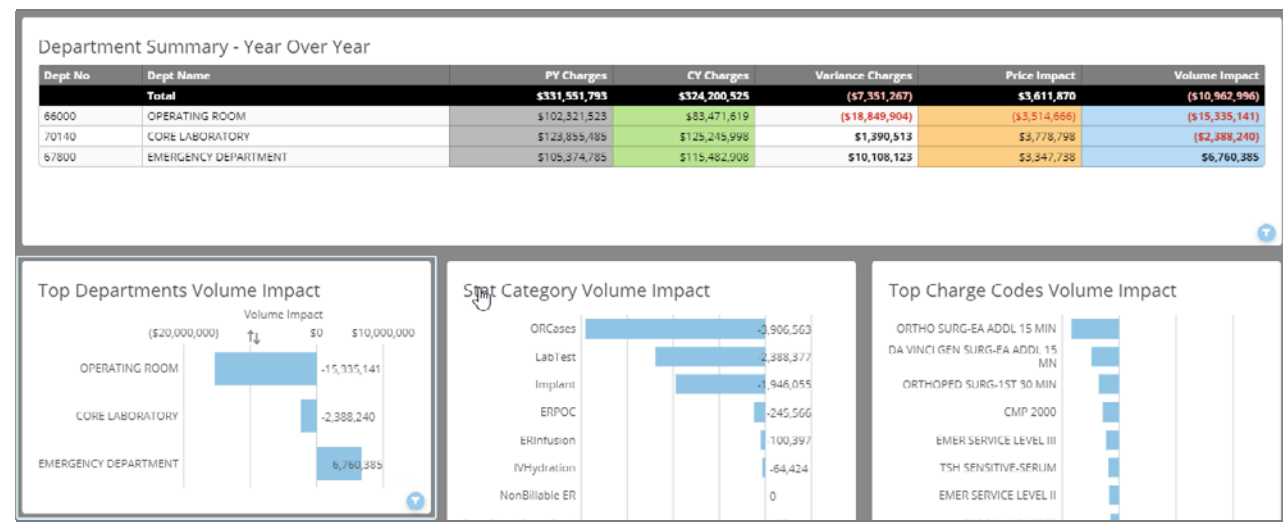 Department Summary - Year Over Year
Dept No Dept Name PY Charges CY Charges Variance Charges Price Impact Volume Impact
Total $331,551,793 $324,200,525 ($7,351,267) $3,611,870 ($10,962,996)
66000 OPERATING ROOM $102,321,523 $83,471,619 ($18,849,904) ($3,514,666) ($15,335,141)
70140 CORE LABORATORY $123,855,485 $125,245,998 $1,390,513 $3,778,798 ($2,388,240)
67800 EMERGENCY DEPARTMENT $105,374,785 $115,482,908 $10,108,123 $3,347,738 $6,760,385
Top Departments Volume Impact
Volume Impact
($20,000,000) $0 $10,000,000
OPERATING ROOM -15,335,141
CORE LABORATORY -2,388,240
EMERGENCY DEPARTMENT 6,760,385
Stat Category Volume Impact
ORCases -3,906,563
LabTest -2,388,377
Implant -1,946,055
ERPOC -245,566
ERInfusion -100,397
IVHydration -64,424
NonBillable ER 0
Top Charge Codes Volume Impact
ORTHO SURG-EA ADDL 15 MIN
DA VINCI GEN SURG-EA ADDL 15
MN
ORTHOPED SURG-1ST 30 MIN
CMP 2000
EMER SERVICE LEVEL III
TSH SENSITIVE-SERUM
EMER SERVICE LEVEL II